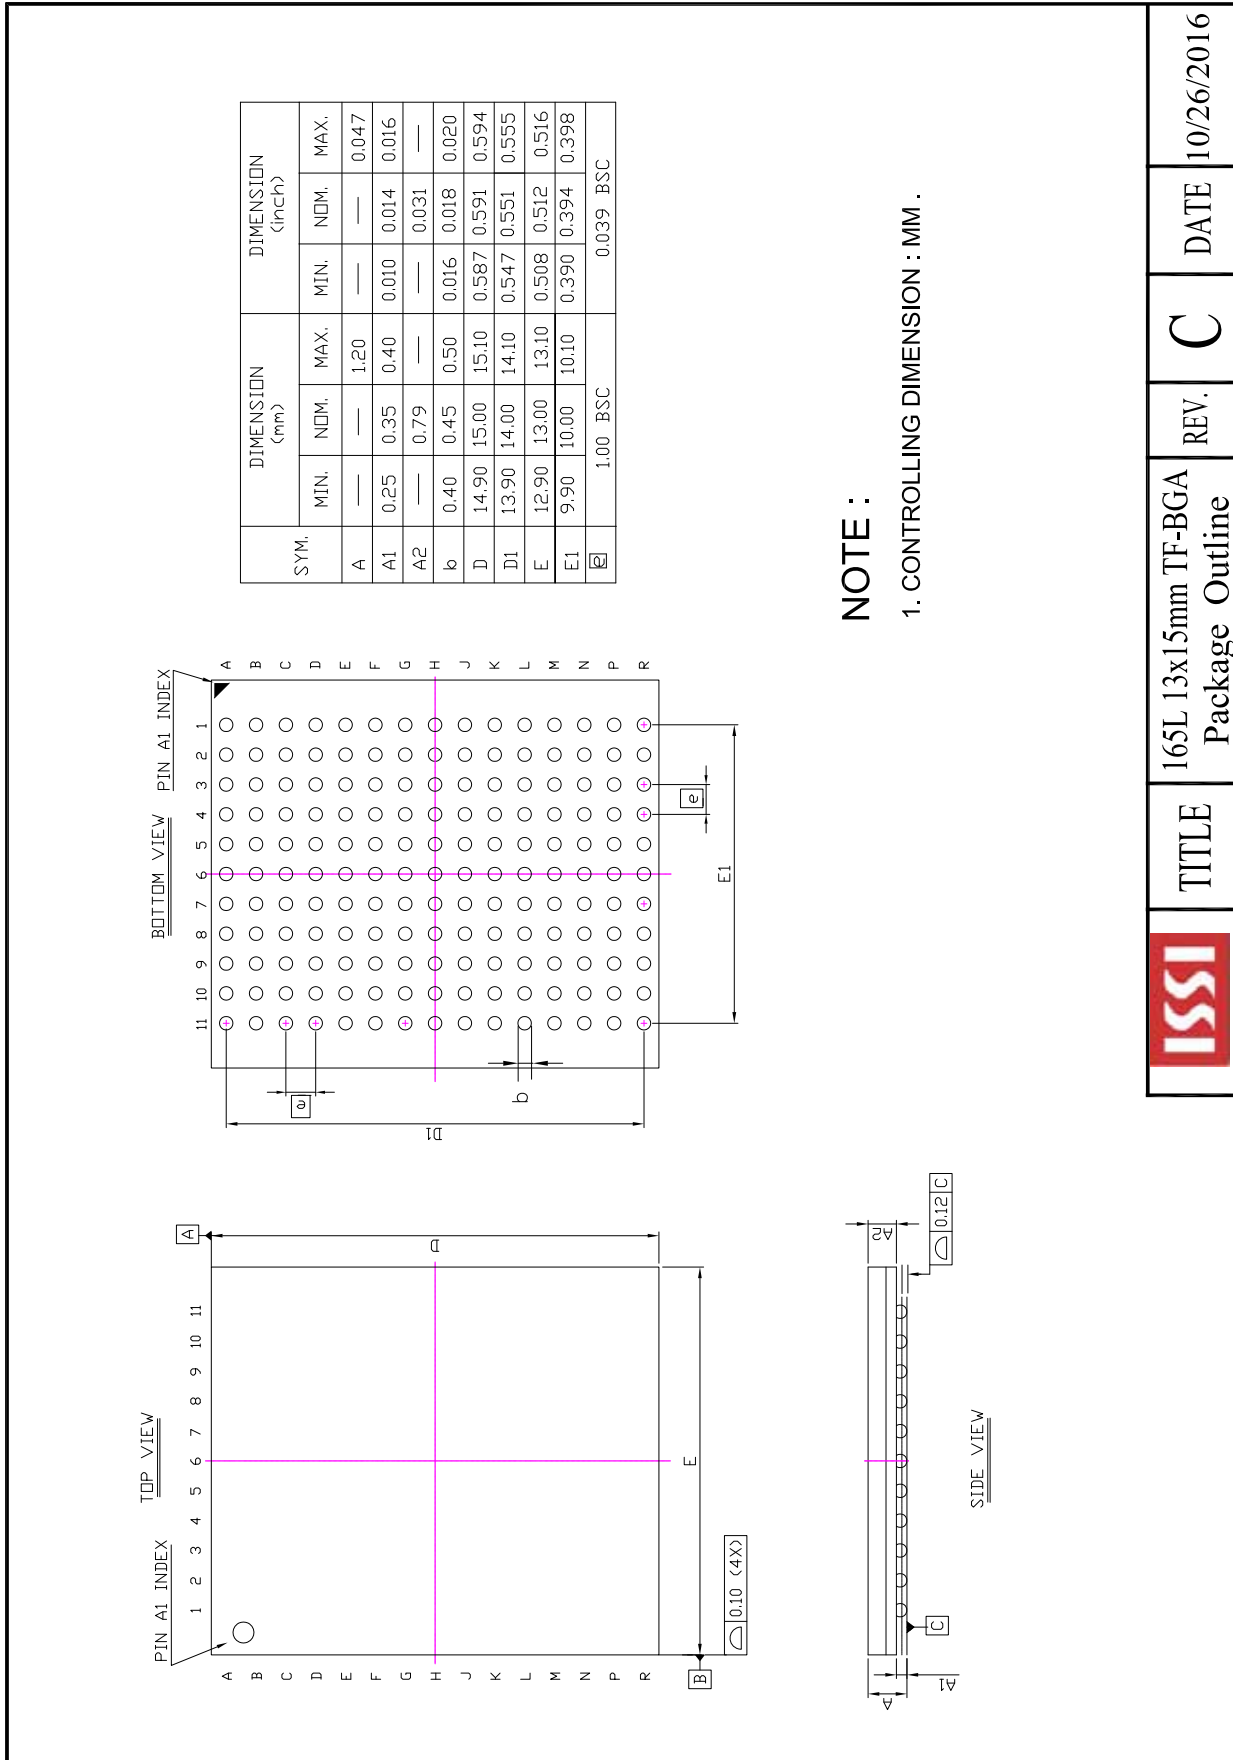 TOP VIEW
PIN A1 INDEX
1 2 3 4 5 6 7 8 9 10 11
A
B
C
D
E
F
G
H
J
K
L
M
N
P
R
A
D
E
B
0.10 (4X)
BOTTOM VIEW
PIN A1 INDEX
11 10 9 8 7 6 5 4 3 2 1
A
B
C
D
E
F
G
H
J
K
L
M
N
P
R
e
D1
b
e
E1
SYM. DIMENSION (mm) DIMENSION (inch)
MIN. NOM. MAX. MIN. NOM. MAX.
A — — 1.20 — — 0.047
A1 0.25 0.35 0.40 0.010 0.014 0.016
A2 — 0.79 — — 0.031 —
b 0.40 0.45 0.50 0.016 0.018 0.020
D 14.90 15.00 15.10 0.587 0.591 0.594
D1 13.90 14.00 14.10 0.547 0.551 0.555
E 12.90 13.00 13.10 0.508 0.512 0.516
E1 9.90 10.00 10.10 0.390 0.394 0.398
e 1.00 BSC 0.039 BSC
A
A1
C
A2
0.12 C
SIDE VIEW
NOTE :
1. CONTROLLING DIMENSION : MM .
ISSI
TITLE
165L 13x15mm TF-BGA
Package Outline
REV.
C
DATE
10/26/2016